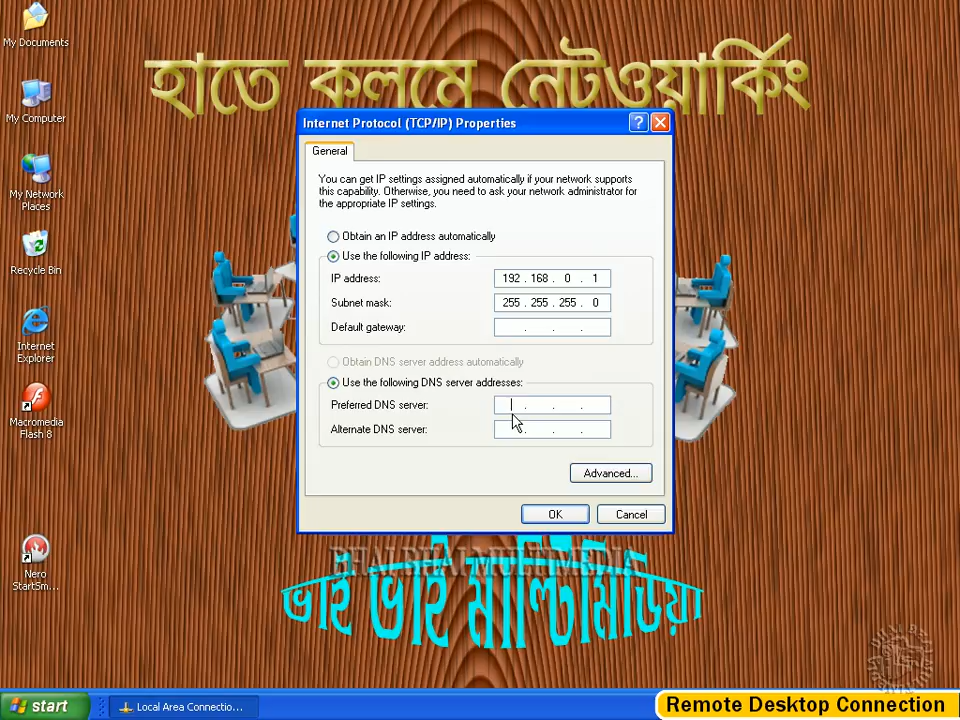 My Documents
My Computer
My Network
Places
Recycle Bin
Internet
Explorer
Macromedia
Flash 8
Nero
StartSm...
হাতে কলমে নেটওয়ার্কিং
Internet Protocol (TCP/IP) Properties
General
You can get IP settings assigned automatically if your network supports
this capability. Otherwise, you need to ask your network administrator for
the appropriate IP settings.
Obtain an IP address automatically
Use the following IP address:
IP address: 192 . 168 . 0 . 1
Subnet mask: 255 . 255 . 255 . 0
Default gateway: . . .
Obtain DNS server address automatically
Use the following DNS server addresses:
Preferred DNS server: . . .
Alternate DNS server: . . .
Advanced...
OK Cancel
BHAI BHAI MULTIMEDIA
ভাই ভাই মাল্টিমিডিয়া
start
Local Area Connectio...
Remote Desktop Connection